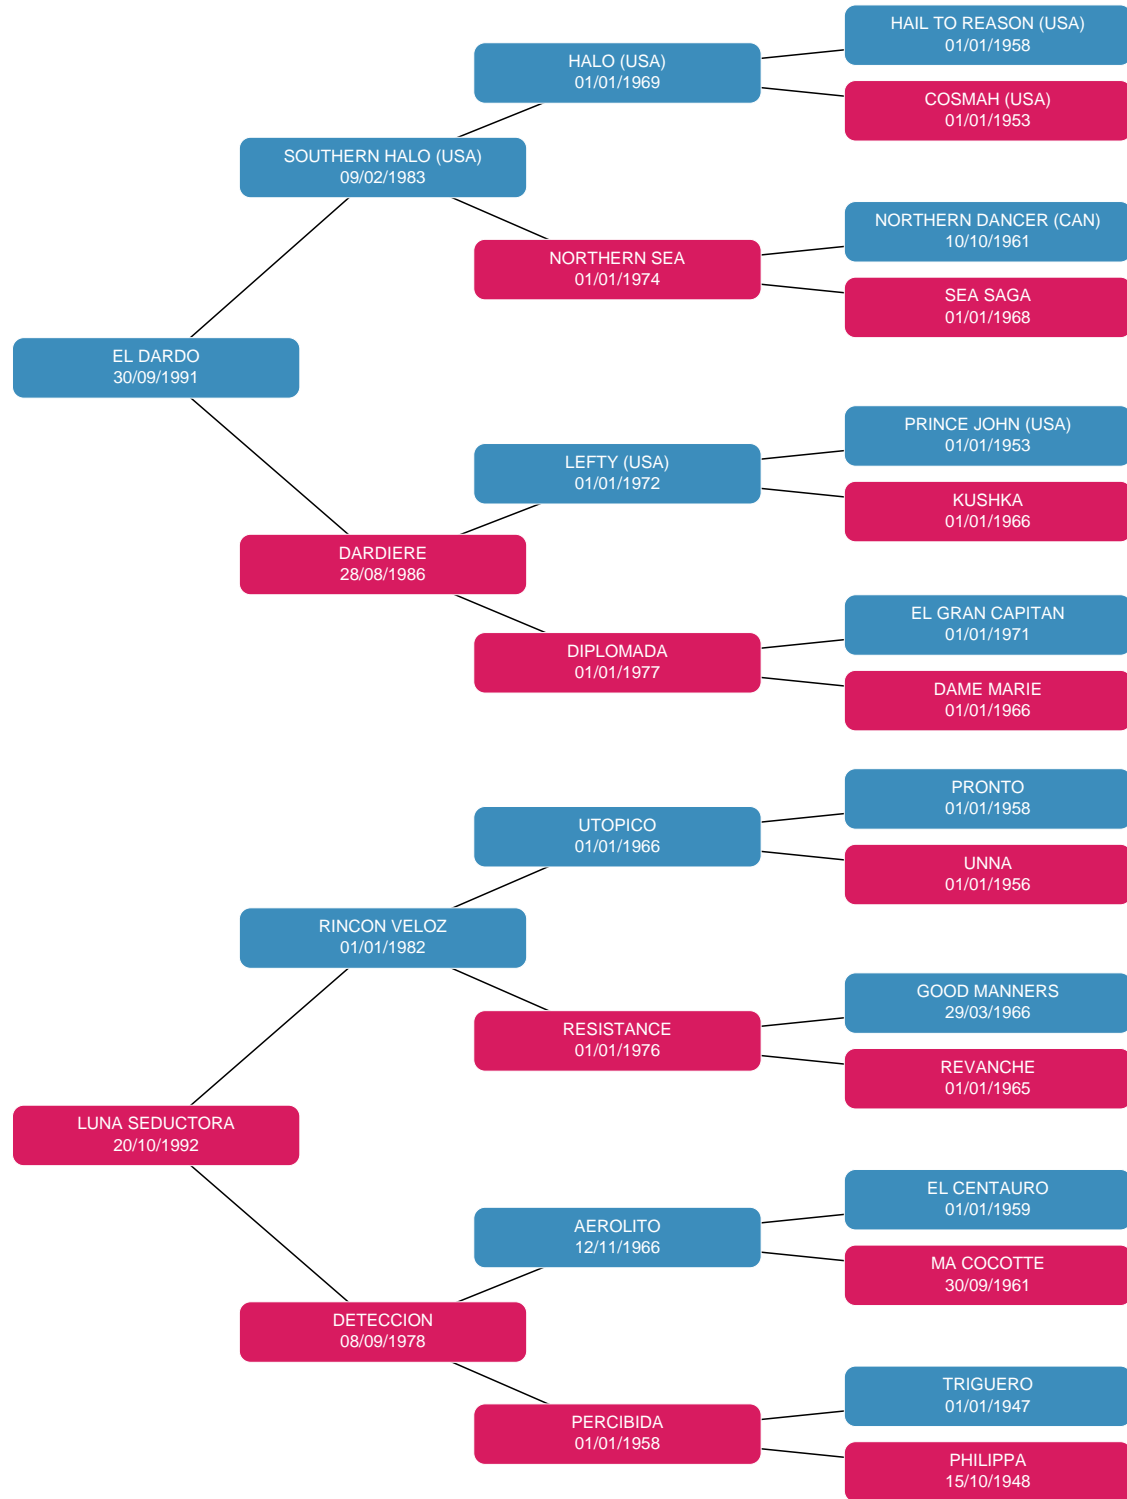 HAIL TO REASON (USA)
01/01/1958
HALO (USA)
01/01/1969
COSMAH (USA)
01/01/1953
SOUTHERN HALO (USA)
09/02/1983
NORTHERN DANCER (CAN)
10/10/1961
NORTHERN SEA
01/01/1974
SEA SAGA
01/01/1968
EL DARDO
30/09/1991
PRINCE JOHN (USA)
01/01/1953
LEFTY (USA)
01/01/1972
KUSHKA
01/01/1966
DARDIERE
28/08/1986
EL GRAN CAPITAN
01/01/1971
DIPLOMADA
01/01/1977
DAME MARIE
01/01/1966
PRONTO
01/01/1958
UTOPICO
01/01/1966
UNNA
01/01/1956
RINCON VELOZ
01/01/1982
GOOD MANNERS
29/03/1966
RESISTANCE
01/01/1976
REVANCHE
01/01/1965
LUNA SEDUCTORA
20/10/1992
EL CENTAURO
01/01/1959
AEROLITO
12/11/1966
MA COCOTTE
30/09/1961
DETECCION
08/09/1978
TRIGUERO
01/01/1947
PERCIBIDA
01/01/1958
PHILIPPA
15/10/1948